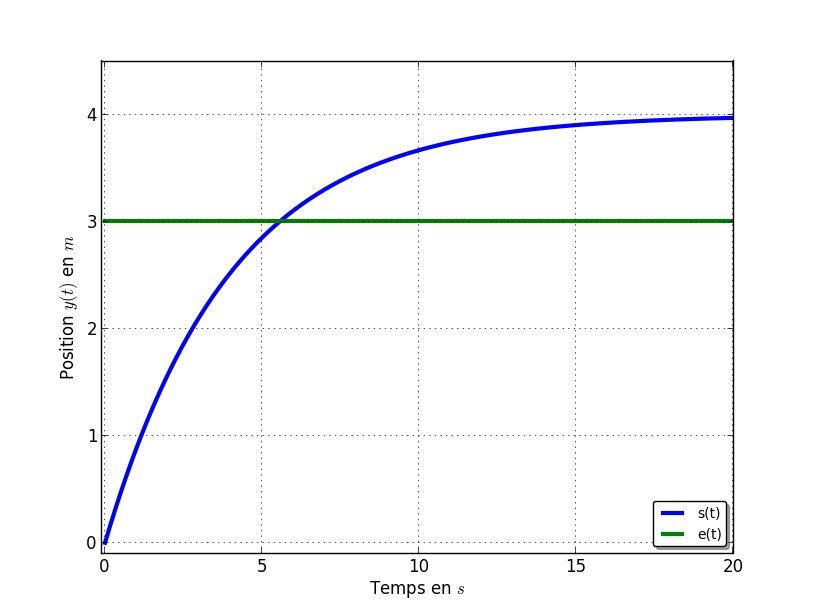 4
3
2
1
0
Position y(t) en m
0 5 10 15 20
Temps en s
s(t)
e(t)